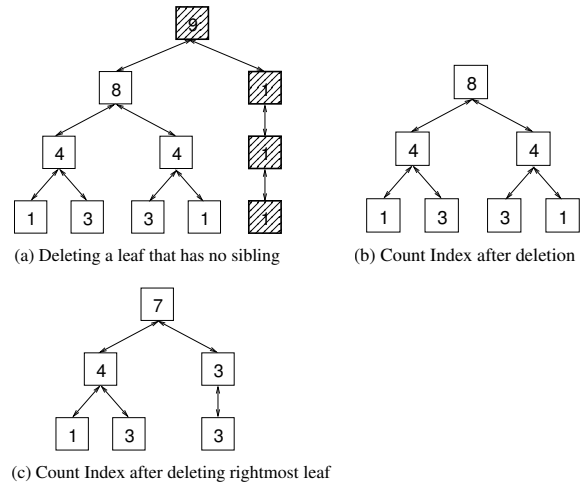 9
8 1
4 4 1
1 3 3 1 1
(a) Deleting a leaf that has no sibling
8
4 4
1 3 3 1
(b) Count Index after deletion
7
4 3
1 3 3
(c) Count Index after deleting rightmost leaf